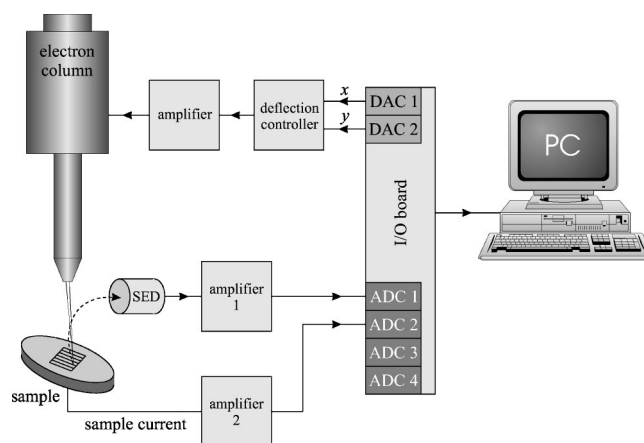 electron
column
amplifier
deflection
controller
x
y
DAC 1
DAC 2
I/O board
PC
SED
amplifier
1
ADC 1
ADC 2
ADC 3
ADC 4
sample
sample current
amplifier
2